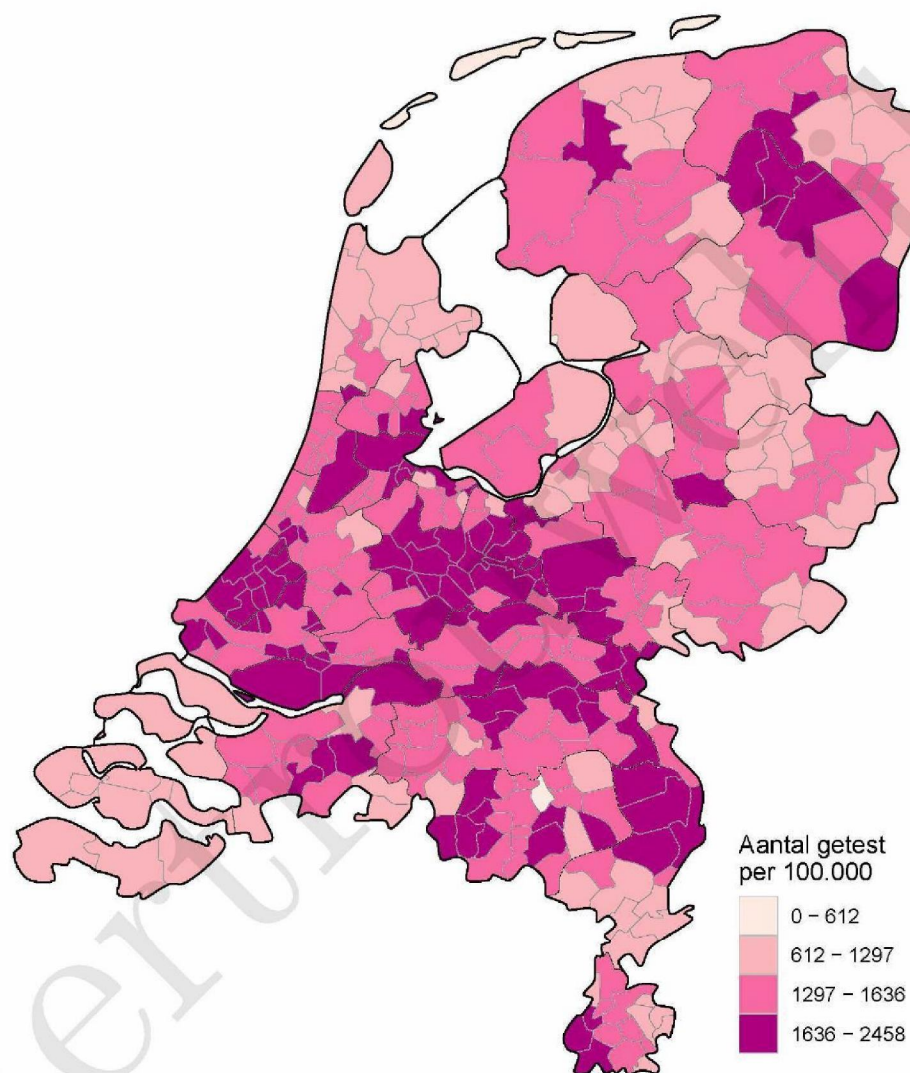 Aantal getest
per 100.000
0 – 612
612 – 1297
1297 – 1636
1636 – 2458